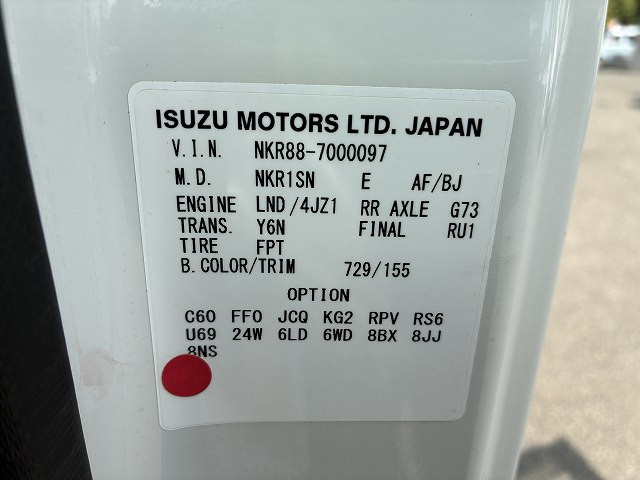 ISUZU MOTORS LTD. JAPAN
V.I.N. NKR88-7000097
M.D. NKR1SN E AF/BJ
ENGINE LND/4JZ1 RR AXLE G73
TRANS. Y6N FINAL RU1
TIRE FPT
B.COLOR/TRIM 729/155
OPTION
C60 FF0 JCQ KG2 RPV RS6
U69 24W 6LD 6WD 8BX 8JJ
8NS